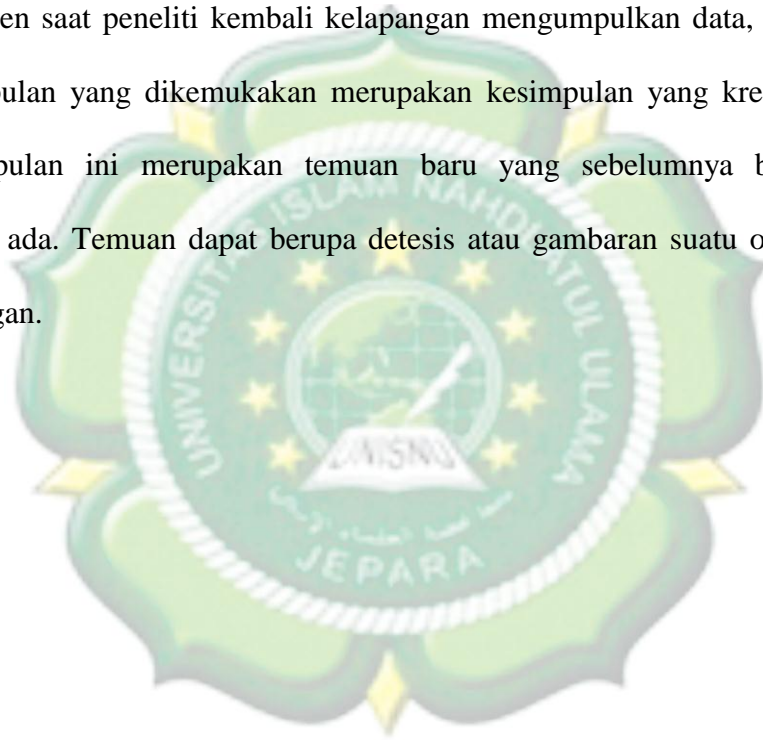 en saat peneliti kembali kelapangan mengumpulkan data,
pulan yang dikemukakan merupakan kesimpulan yang kre
pulan ini merupakan temuan baru yang sebelumnya b
ada. Temuan dapat berupa detesis atau gambaran suatu o
gan.
UNIVERSITAS ISLAM NAHDLATUL ULAMA
UNISNU
JEPARA